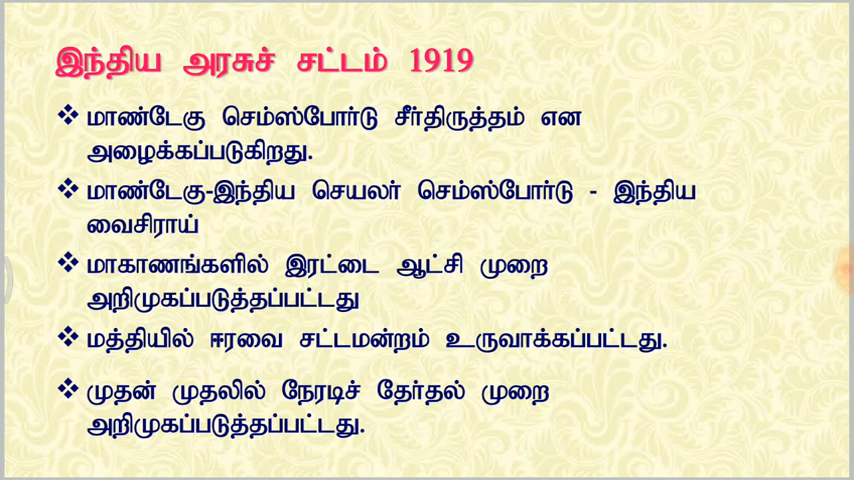 இந்திய அரசுச் சட்டம் 1919
❖ மாண்டேகு செம்ஸ்போர்டு சீர்திருத்தம் என
அழைக்கப்படுகிறது.
❖ மாண்டேகு-இந்திய செயலர் செம்ஸ்போர்டு - இந்திய
வைசிராய்
❖ மாகாணங்களில் இரட்டை ஆட்சி முறை
அறிமுகப்படுத்தப்பட்டது
❖ மத்தியில் ஈரவை சட்டமன்றம் உருவாக்கப்பட்டது.
❖ முதன் முதலில் நேரடிச் தேர்தல் முறை
அறிமுகப்படுத்தப்பட்டது.